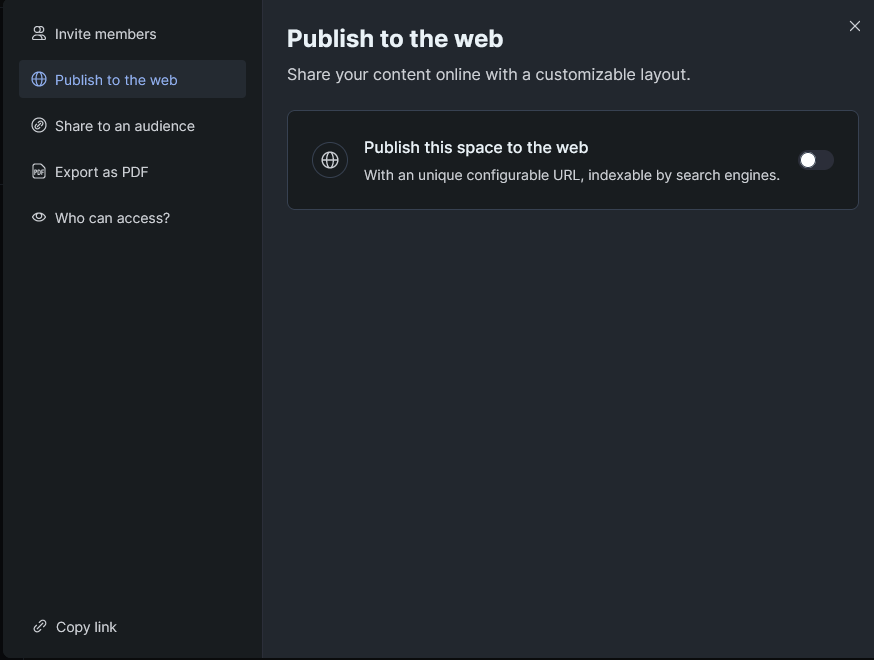 Invite members
Publish to the web
Share to an audience
PDF
Export as PDF
Who can access?
Copy link
Publish to the web
Share your content online with a customizable layout.
Publish this space to the web
With an unique configurable URL, indexable by search engines.